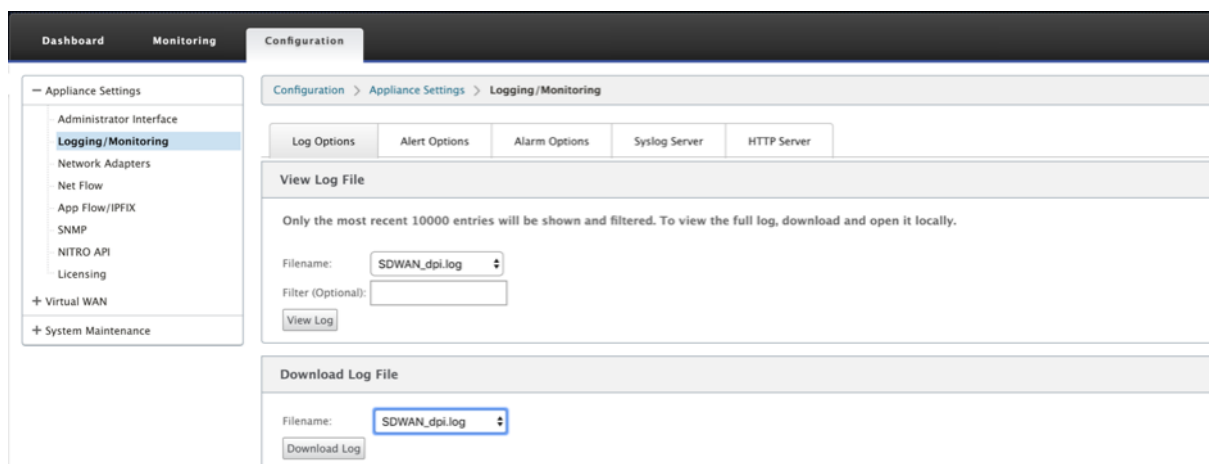 Dashboard Monitoring Configuration
— Appliance Settings
Administrator Interface
Logging/Monitoring
Network Adapters
Net Flow
App Flow/IPFIX
SNMP
NITRO API
Licensing
+ Virtual WAN
+ System Maintenance
Configuration > Appliance Settings > Logging/Monitoring
Log Options Alert Options Alarm Options Syslog Server HTTP Server
View Log File
Only the most recent 10000 entries will be shown and filtered. To view the full log, download and open it locally.
Filename: SDWAN_dpi.log
Filter (Optional):
View Log
Download Log File
Filename: SDWAN_dpi.log
Download Log